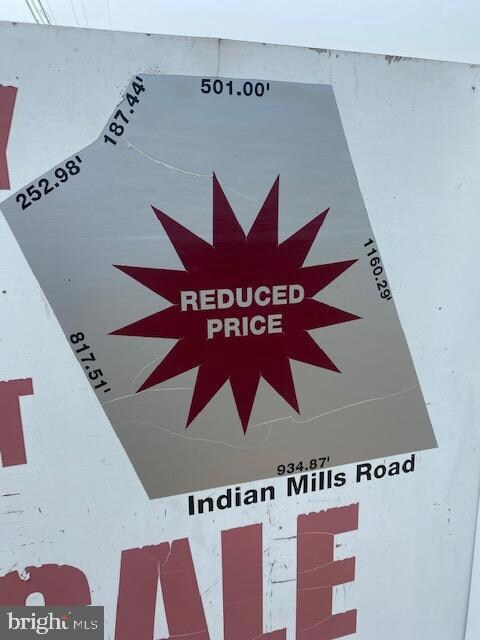 501.00'
187.44'
252.98'
1160.29'
REDUCED
PRICE
817.51'
934.87'
Indian Mills Road
ALE
bright MLS